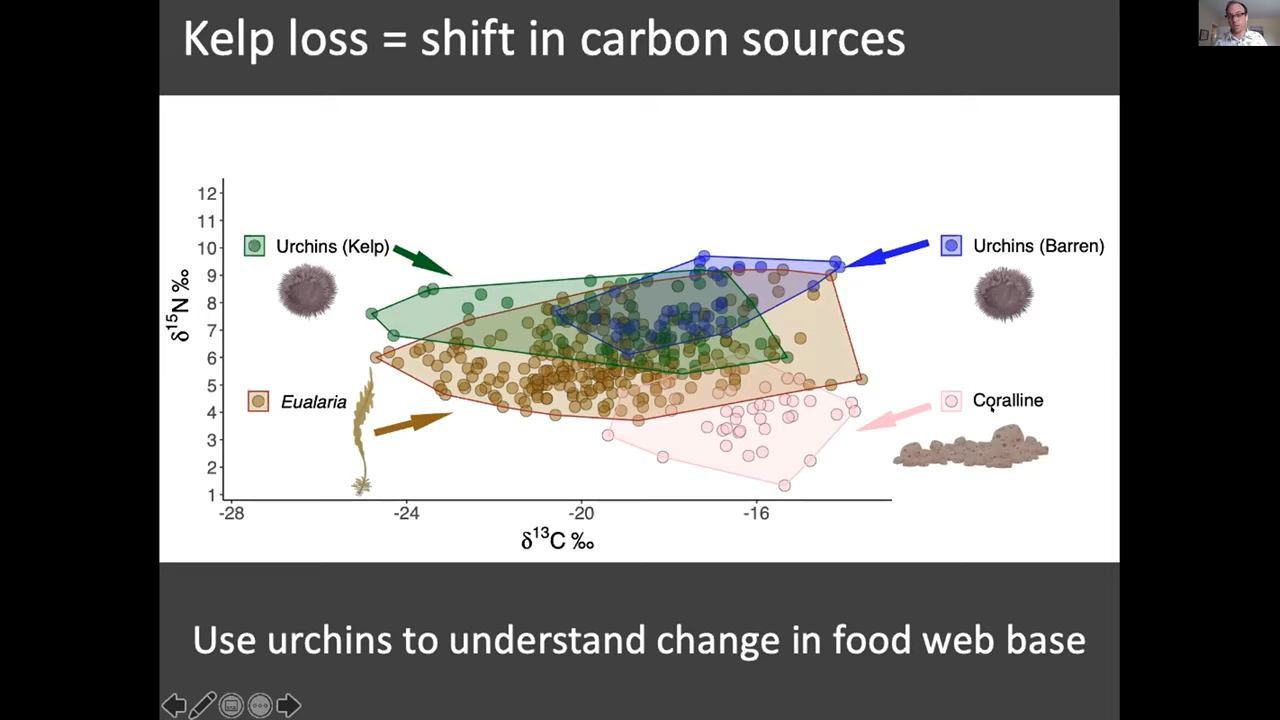 Kelp loss = shift in carbon sources
12
11
10
9
8
7
6
5
4
3
2
1
δ15N ‰
Urchins (Kelp)
Urchins (Barren)
Eualaria
Coralline
-28
-24
-20
-16
δ13C ‰
Use urchins to understand change in food web base